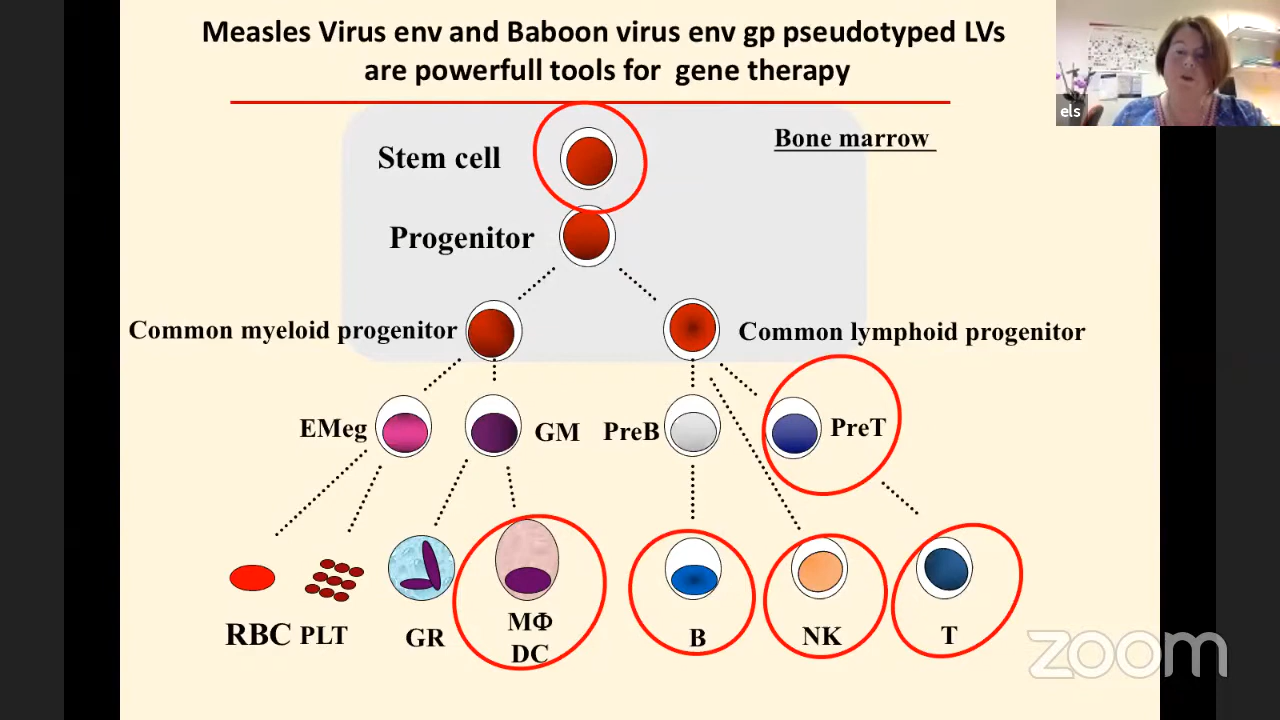 Measles Virus env and Baboon virus env gp pseudotyped LVs
are powerfull tools for gene therapy
els
Bone marrow
Stem cell
Progenitor
Common myeloid progenitor
Common lymphoid progenitor
EMeg
GM
PreB
PreT
RBC
PLT
GR
MΦ
DC
B
NK
T
zoom